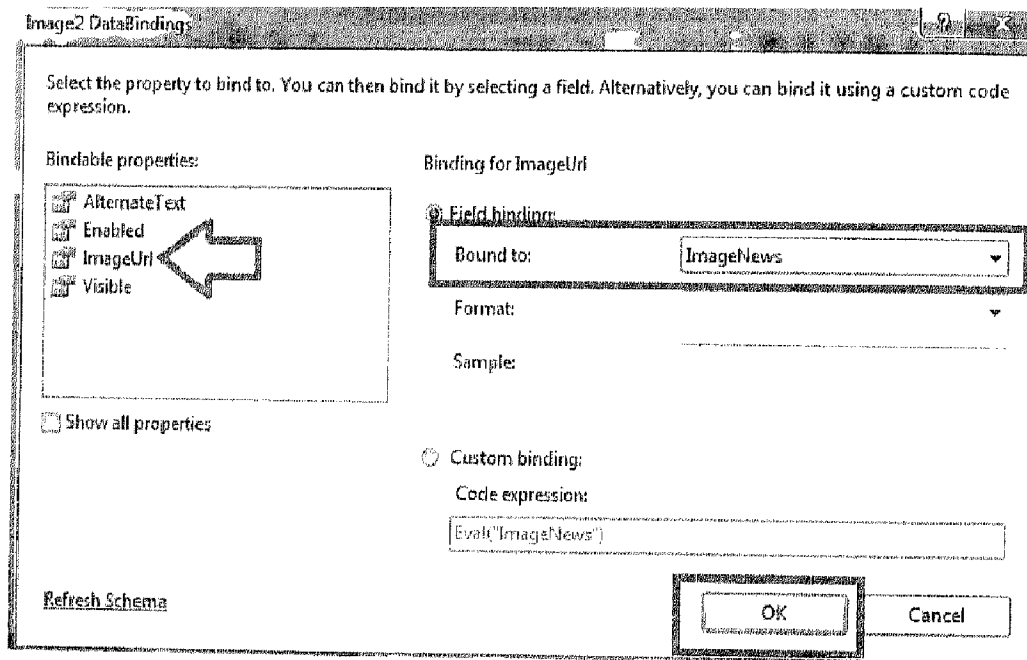 Image2 DataBindings
Select the property to bind to. You can then bind it by selecting a field. Alternatively, you can bind it using a custom code
expression.
Bindable properties:
AlternateText
Enabled
ImageUrl
Visible
Show all properties
Refresh Schema
Binding for ImageUrl
Field binding:
Bound to: ImageNews
Format:
Sample:
Custom binding:
Code expression:
Eval("ImageNews")
OK Cancel